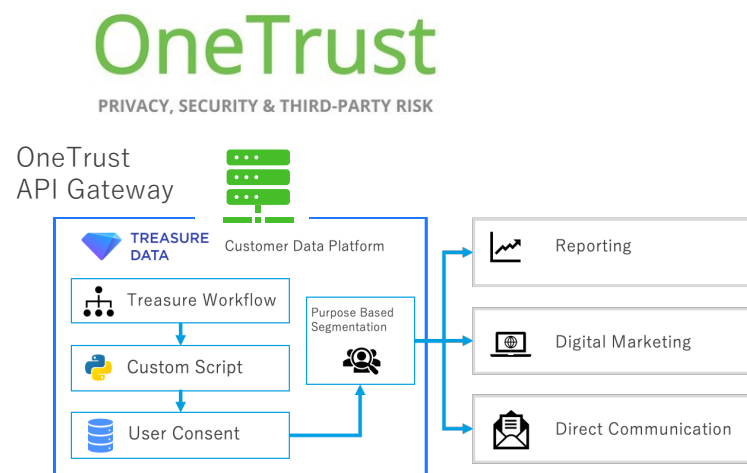 OneTrust
PRIVACY, SECURITY & THIRD-PARTY RISK
OneTrust
API Gateway
TREASURE
DATA
Customer Data Platform
Treasure Workflow
Custom Script
User Consent
Purpose Based
Segmentation
Reporting
Digital Marketing
Direct Communication